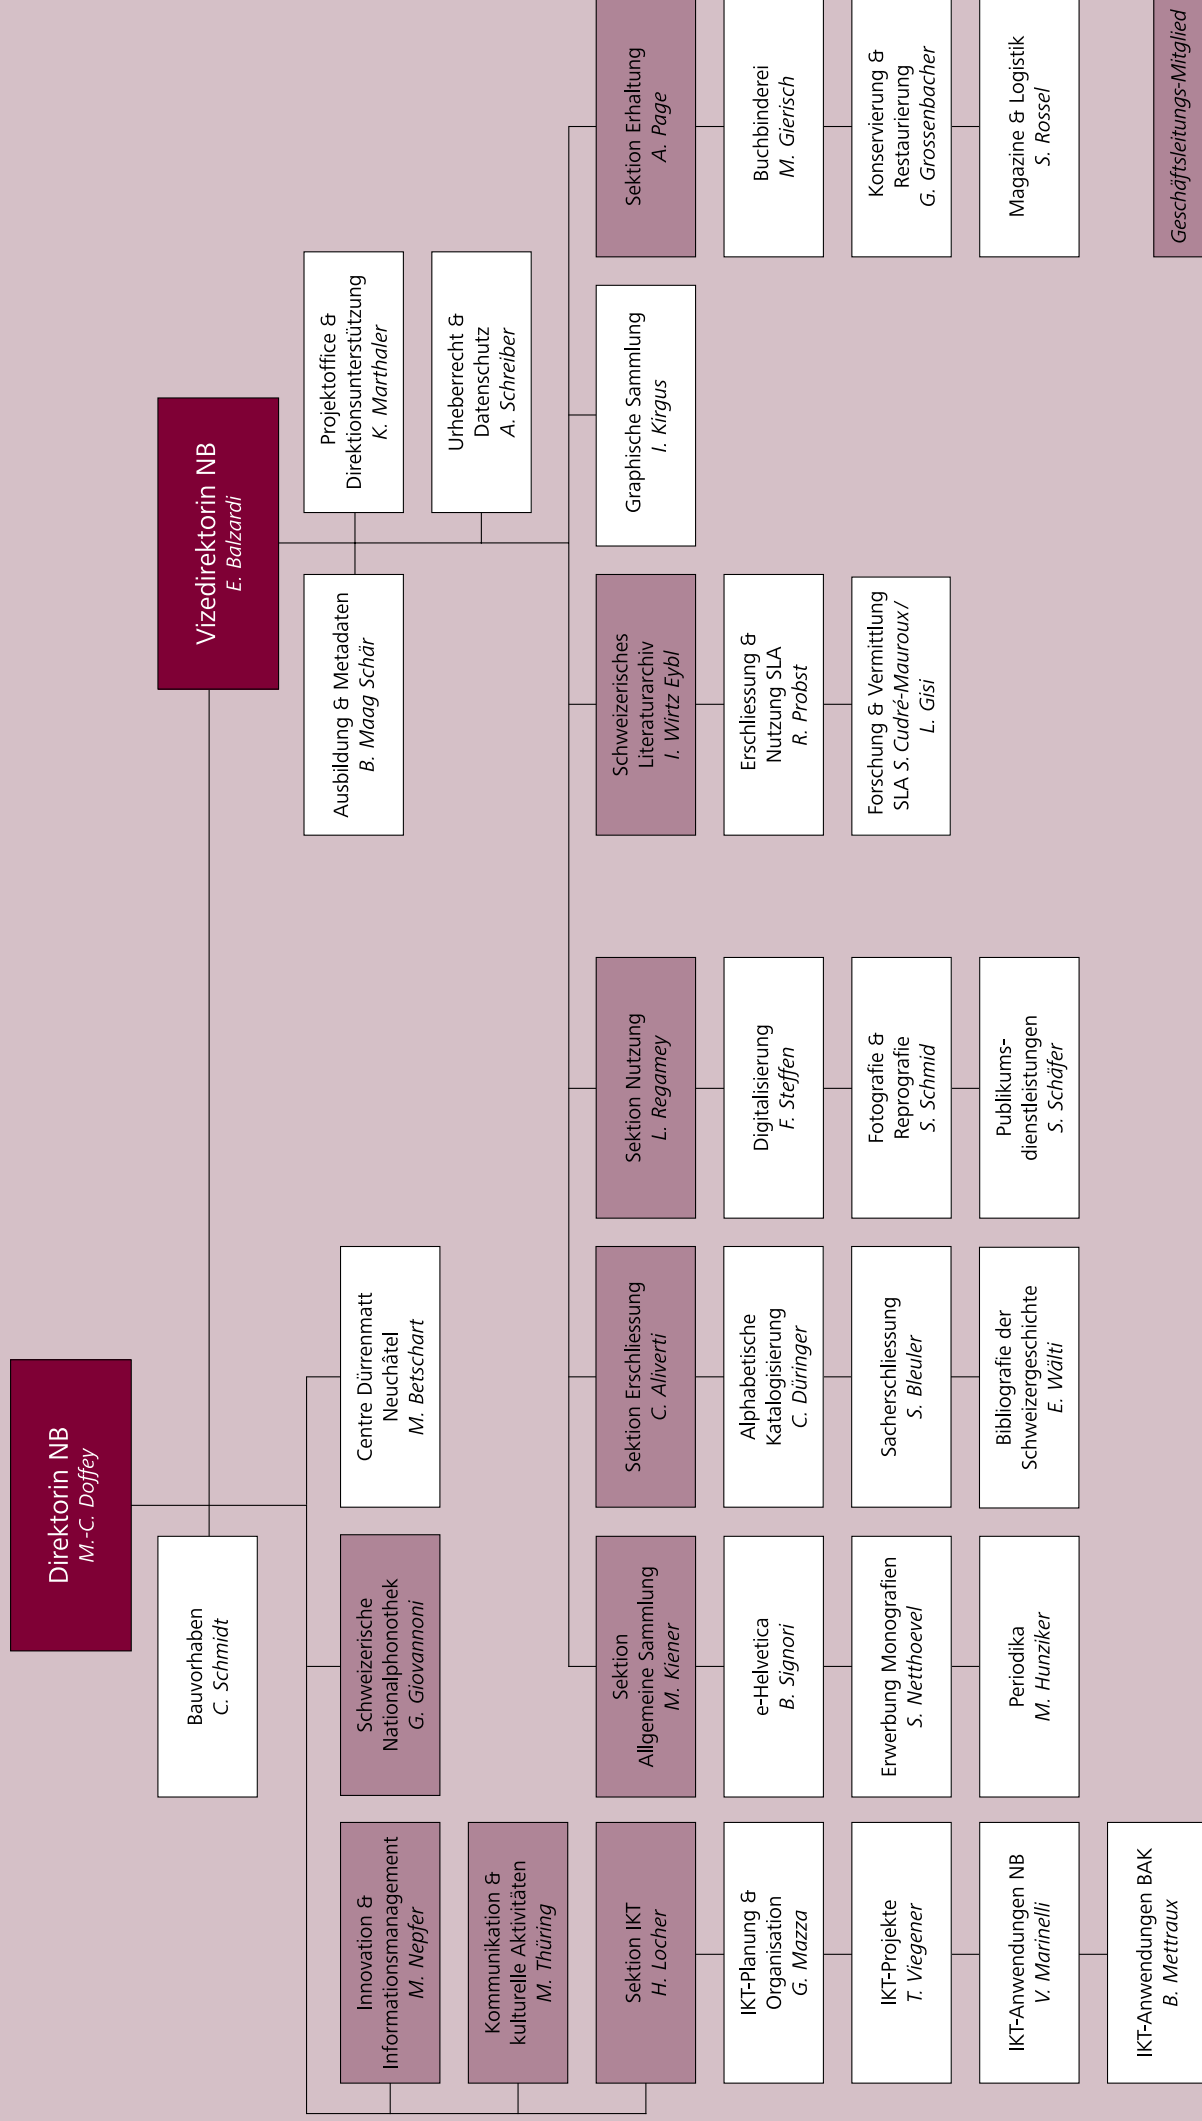 Direktorin NB
M.-C. Doffey
Bauvorhaben
C. Schmidt
Vizedirektorin NB
E. Balzardi
Innovation &
Informationsmanagement
M. Nepfer
Schweizerische
Nationalphonothek
G. Giovannoni
Centre Dürrenmatt
Neuchâtel
M. Betschart
Ausbildung & Metadaten
B. Maag Schär
Projektoffice &
Direktionsunterstützung
K. Marthaler
Kommunikation &
kulturelle Aktivitäten
M. Thüring
Urheberrecht &
Datenschutz
A. Schreiber
Sektion IKT
H. Locher
IKT-Planung &
Organisation
G. Mazza
IKT-Projekte
T. Viegener
IKT-Anwendungen NB
V. Marinelli
IKT-Anwendungen BAK
B. Mettraux
Sektion
Allgemeine Sammlung
M. Kiener
e-Helvetica
B. Signori
Erwerbung Monografien
S. Netthoevel
Periodika
M. Hunziker
Sektion Erschliessung
C. Aliverti
Alphabetische
Katalogisierung
C. Düringer
Sacherschliessung
S. Bleuler
Bibliografie der
Schweizergeschichte
E. Wälti
Sektion Nutzung
L. Regamey
Digitalisierung
F. Steffen
Fotografie &
Reprografie
S. Schmid
Publikums-
dienstleistungen
S. Schäfer
Schweizerisches
Literaturarchiv
I. Wirtz Eybl
Erschliessung &
Nutzung SLA
R. Probst
Forschung & Vermittlung
SLA S. Cudré-Mauroux/
L. Gisi
Graphische Sammlung
I. Kirgus
Sektion Erhaltung
A. Page
Buchbinderei
M. Gierisch
Konservierung &
Restaurierung
G. Grossenbacher
Magazine & Logistik
S. Rossel
Geschäftsleitungs-Mitglied